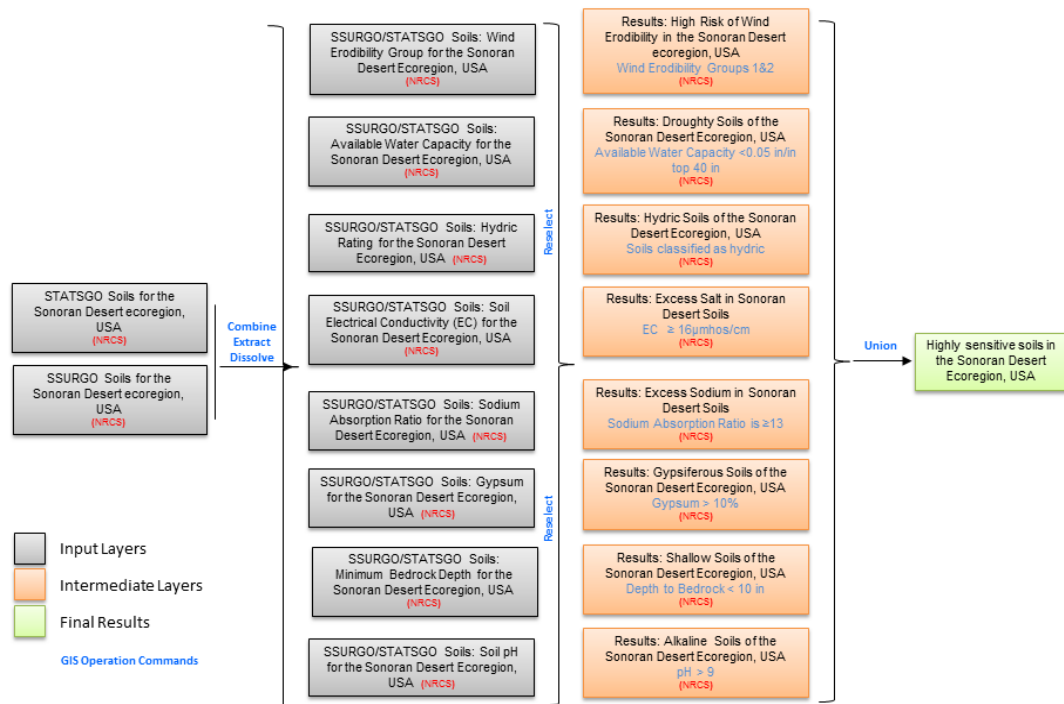 STATSGO Soils for the
Sonoran Desert ecoregion,
USA
(NRCS)
SSURGO Soils for the
Sonoran Desert ecoregion,
USA
(NRCS)
Combine
Extract
Dissolve
SSURGO/STATSGO Soils: Wind
Erodibility Group for the Sonoran
Desert Ecoregion, USA
(NRCS)
SSURGO/STATSGO Soils:
Available Water Capacity for the
Sonoran Desert Ecoregion, USA
(NRCS)
SSURGO/STATSGO Soils: Hydric
Rating for the Sonoran Desert
Ecoregion, USA (NRCS)
SSURGO/STATSGO Soils: Soil
Electrical Conductivity (EC) for the
Sonoran Desert Ecoregion, USA
(NRCS)
SSURGO/STATSGO Soils: Sodium
Absorption Ratio for the Sonoran
Desert Ecoregion, USA (NRCS)
SSURGO/STATSGO Soils: Gypsum
for the Sonoran Desert Ecoregion,
USA (NRCS)
SSURGO/STATSGO Soils:
Minimum Bedrock Depth for the
Sonoran Desert Ecoregion, USA
(NRCS)
SSURGO/STATSGO Soils: Soil pH
for the Sonoran Desert Ecoregion,
USA (NRCS)
Reselect
Reselect
Results: High Risk of Wind
Erodibility in the Sonoran Desert
ecoregion, USA
Wind Erodibility Groups 1&2
(NRCS)
Results: Droughty Soils of the
Sonoran Desert Ecoregion, USA
Available Water Capacity <0.05 in/in
top 40 in
(NRCS)
Results: Hydric Soils of the Sonoran
Desert Ecoregion, USA
Soils classified as hydric
(NRCS)
Results: Excess Salt in Sonoran
Desert Soils
EC ≥ 16µmhos/cm
(NRCS)
Results: Excess Sodium in Sonoran
Desert Soils
Sodium Absorption Ratio is ≥13
(NRCS)
Results: Gypsiferous Soils of the
Sonoran Desert Ecoregion, USA
Gypsum > 10%
(NRCS)
Results: Shallow Soils of the
Sonoran Desert Ecoregion, USA
Depth to Bedrock < 10 in
(NRCS)
Results: Alkaline Soils of the
Sonoran Desert Ecoregion, USA
pH > 9
(NRCS)
Union
Highly sensitive soils in
the Sonoran Desert
Ecoregion, USA
Input Layers
Intermediate Layers
Final Results
GIS Operation Commands